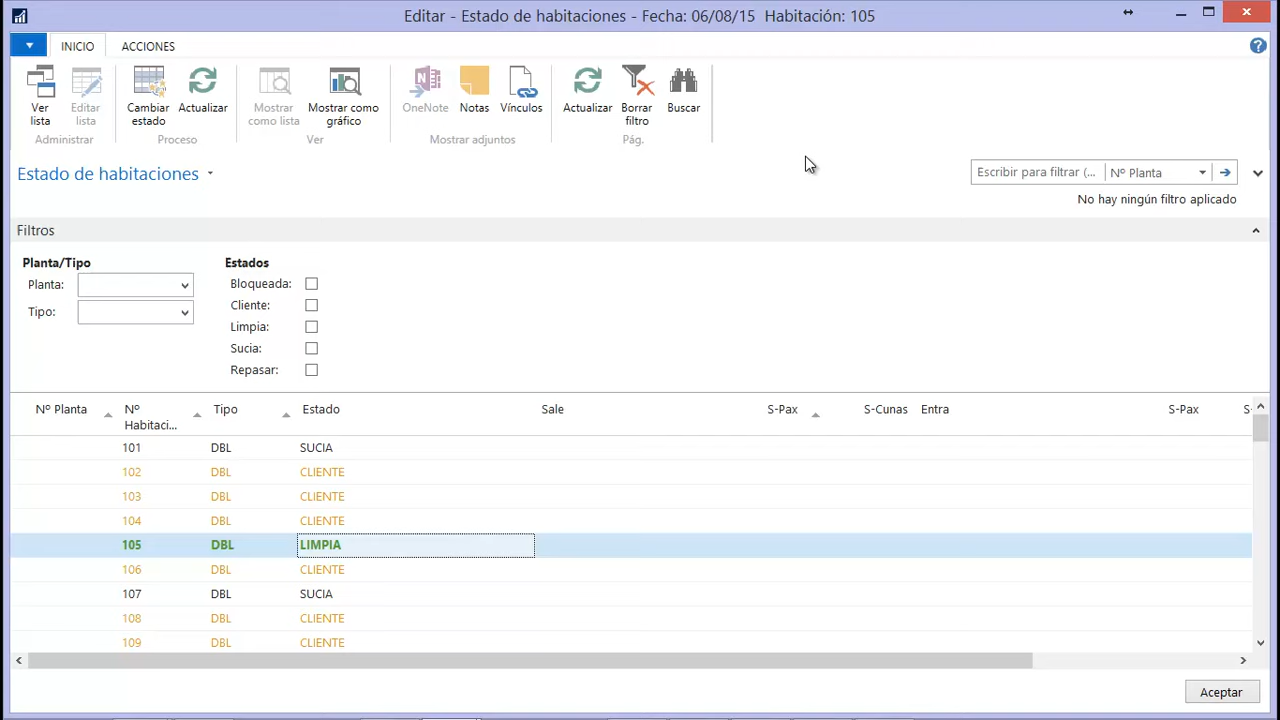 Editar - Estado de habitaciones - Fecha: 06/08/15 Habitación: 105
INICIO ACCIONES
Ver lista
Editar lista
Cambiar estado
Actualizar
Mostrar como lista
Mostrar como gráfico
OneNote
Notas
Vínculos
Actualizar
Borrar filtro
Buscar
Administrar Proceso Ver Mostrar adjuntos Pág.
Estado de habitaciones
Escribir para filtrar (... Nº Planta
No hay ningún filtro aplicado
Filtros
Planta/Tipo
Planta:
Tipo:
Estados
Bloqueada:
Cliente:
Limpia:
Sucia:
Repasar:
Nº Planta Nº Habitaci... Tipo Estado Sale S-Pax S-Cunas Entra S-Pax S-
101 DBL SUCIA
102 DBL CLIENTE
103 DBL CLIENTE
104 DBL CLIENTE
105 DBL LIMPIA
106 DBL CLIENTE
107 DBL SUCIA
108 DBL CLIENTE
109 DBL CLIENTE
Aceptar